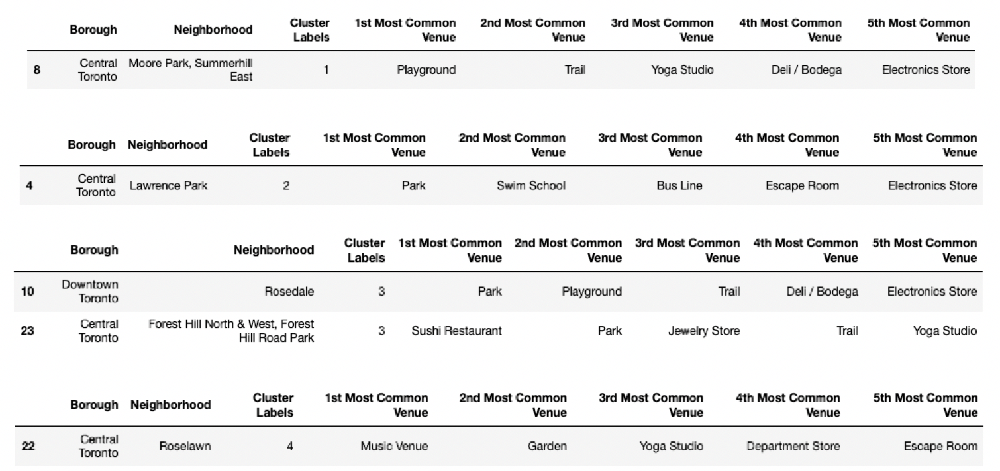 Borough Neighborhood Cluster Labels 1st Most Common Venue 2nd Most Common Venue 3rd Most Common Venue 4th Most Common Venue 5th Most Common Venue
8 Central Toronto Moore Park, Summerhill East 1 Playground Trail Yoga Studio Deli / Bodega Electronics Store
Borough Neighborhood Cluster Labels 1st Most Common Venue 2nd Most Common Venue 3rd Most Common Venue 4th Most Common Venue 5th Most Common Venue
4 Central Toronto Lawrence Park 2 Park Swim School Bus Line Escape Room Electronics Store
Borough Neighborhood Cluster Labels 1st Most Common Venue 2nd Most Common Venue 3rd Most Common Venue 4th Most Common Venue 5th Most Common Venue
10 Downtown Toronto Rosedale 3 Park Playground Trail Deli / Bodega Electronics Store
23 Central Toronto Forest Hill North & West, Forest Hill Road Park 3 Sushi Restaurant Park Jewelry Store Trail Yoga Studio
Borough Neighborhood Cluster Labels 1st Most Common Venue 2nd Most Common Venue 3rd Most Common Venue 4th Most Common Venue 5th Most Common Venue
22 Central Toronto Roselawn 4 Music Venue Garden Yoga Studio Department Store Escape Room